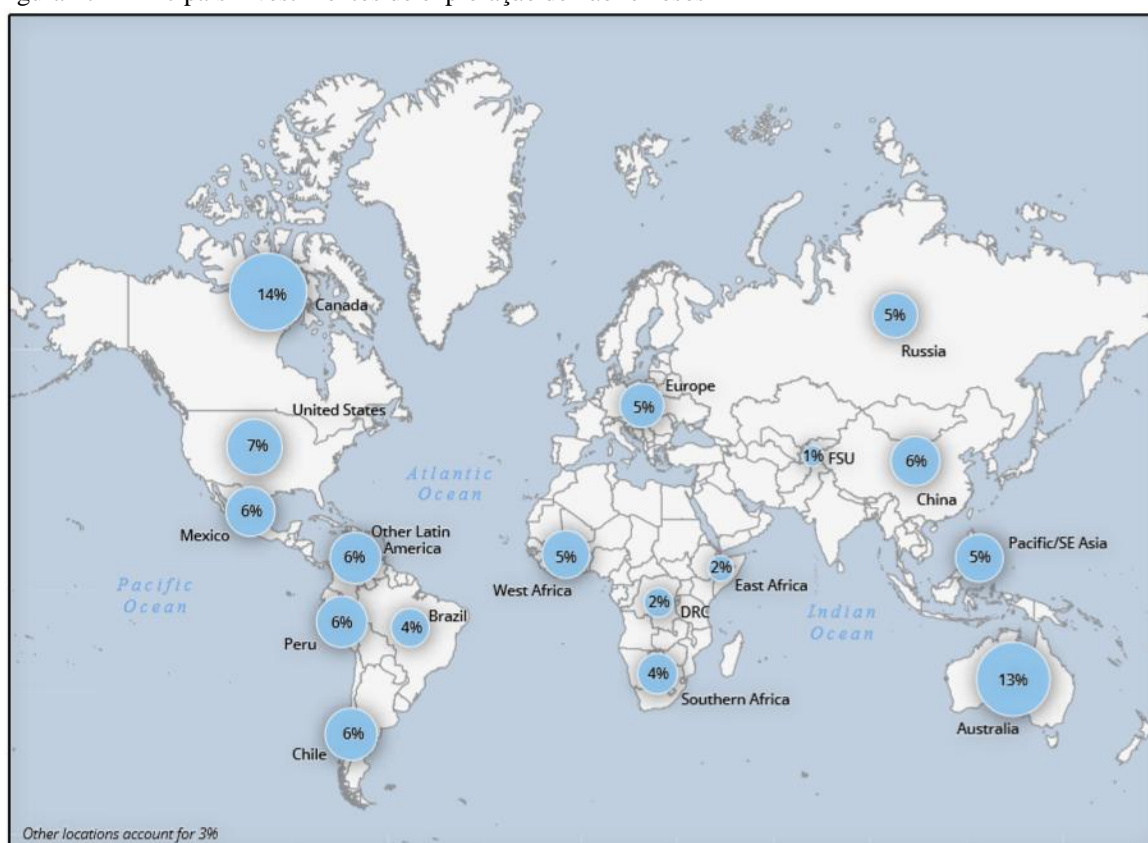 14%
Canada
5%
Russia
Europe
5%
United States
7%
1% FSU
6%
China
Atlantic
Ocean
6%
Mexico
Other Latin
America
6%
5%
West Africa
2%
East Africa
5%
Pacific/SE Asia
Pacific
Ocean
6%
Peru
4%
Brazil
2%
DRC
Indian
Ocean
4%
Southern Africa
13%
Australia
6%
Chile
Other locations account for 3%